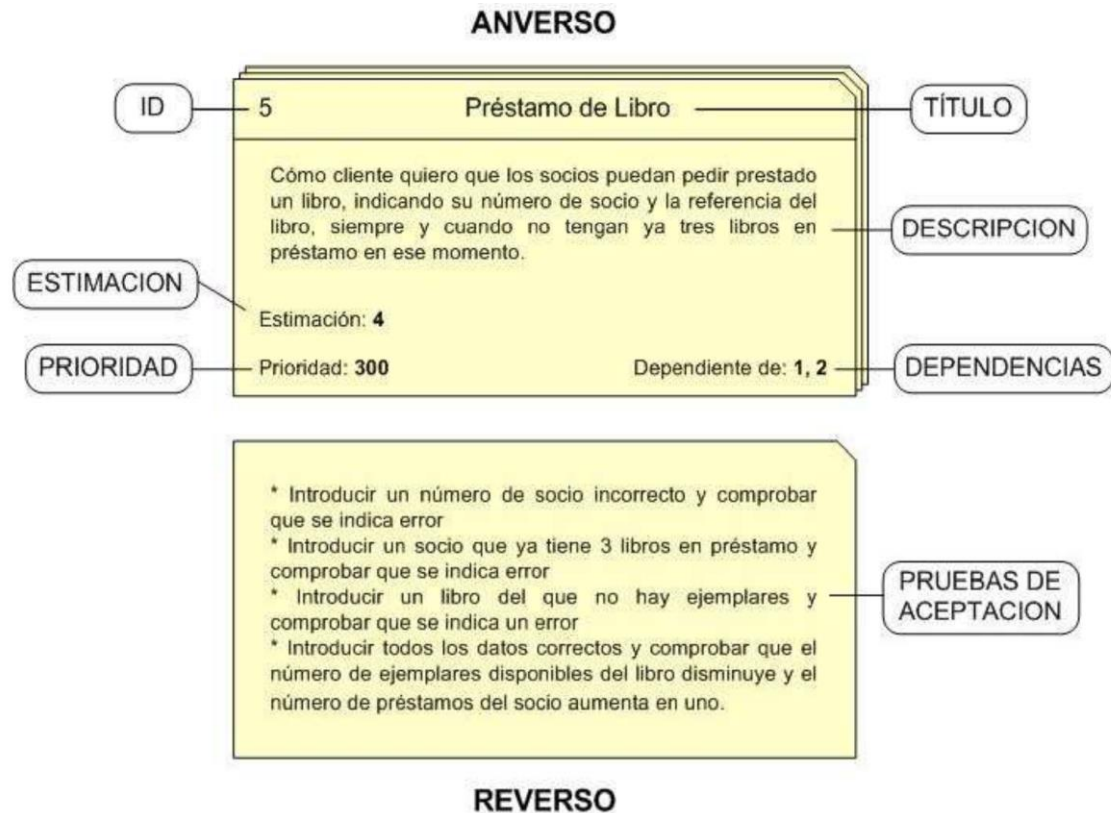 ANVERSO
ID
5
Préstamo de Libro
TÍTULO
Cómo cliente quiero que los socios puedan pedir prestado
un libro, indicando su número de socio y la referencia del
libro, siempre y cuando no tengan ya tres libros en
préstamo en ese momento.
DESCRIPCION
ESTIMACION
Estimación: 4
PRIORIDAD
Prioridad: 300
Dependiente de: 1, 2
DEPENDENCIAS
* Introducir un número de socio incorrecto y comprobar
que se indica error
* Introducir un socio que ya tiene 3 libros en préstamo y
comprobar que se indica error
* Introducir un libro del que no hay ejemplares y
comprobar que se indica un error
* Introducir todos los datos correctos y comprobar que el
número de ejemplares disponibles del libro disminuye y el
número de préstamos del socio aumenta en uno.
PRUEBAS DE
ACEPTACION
REVERSO